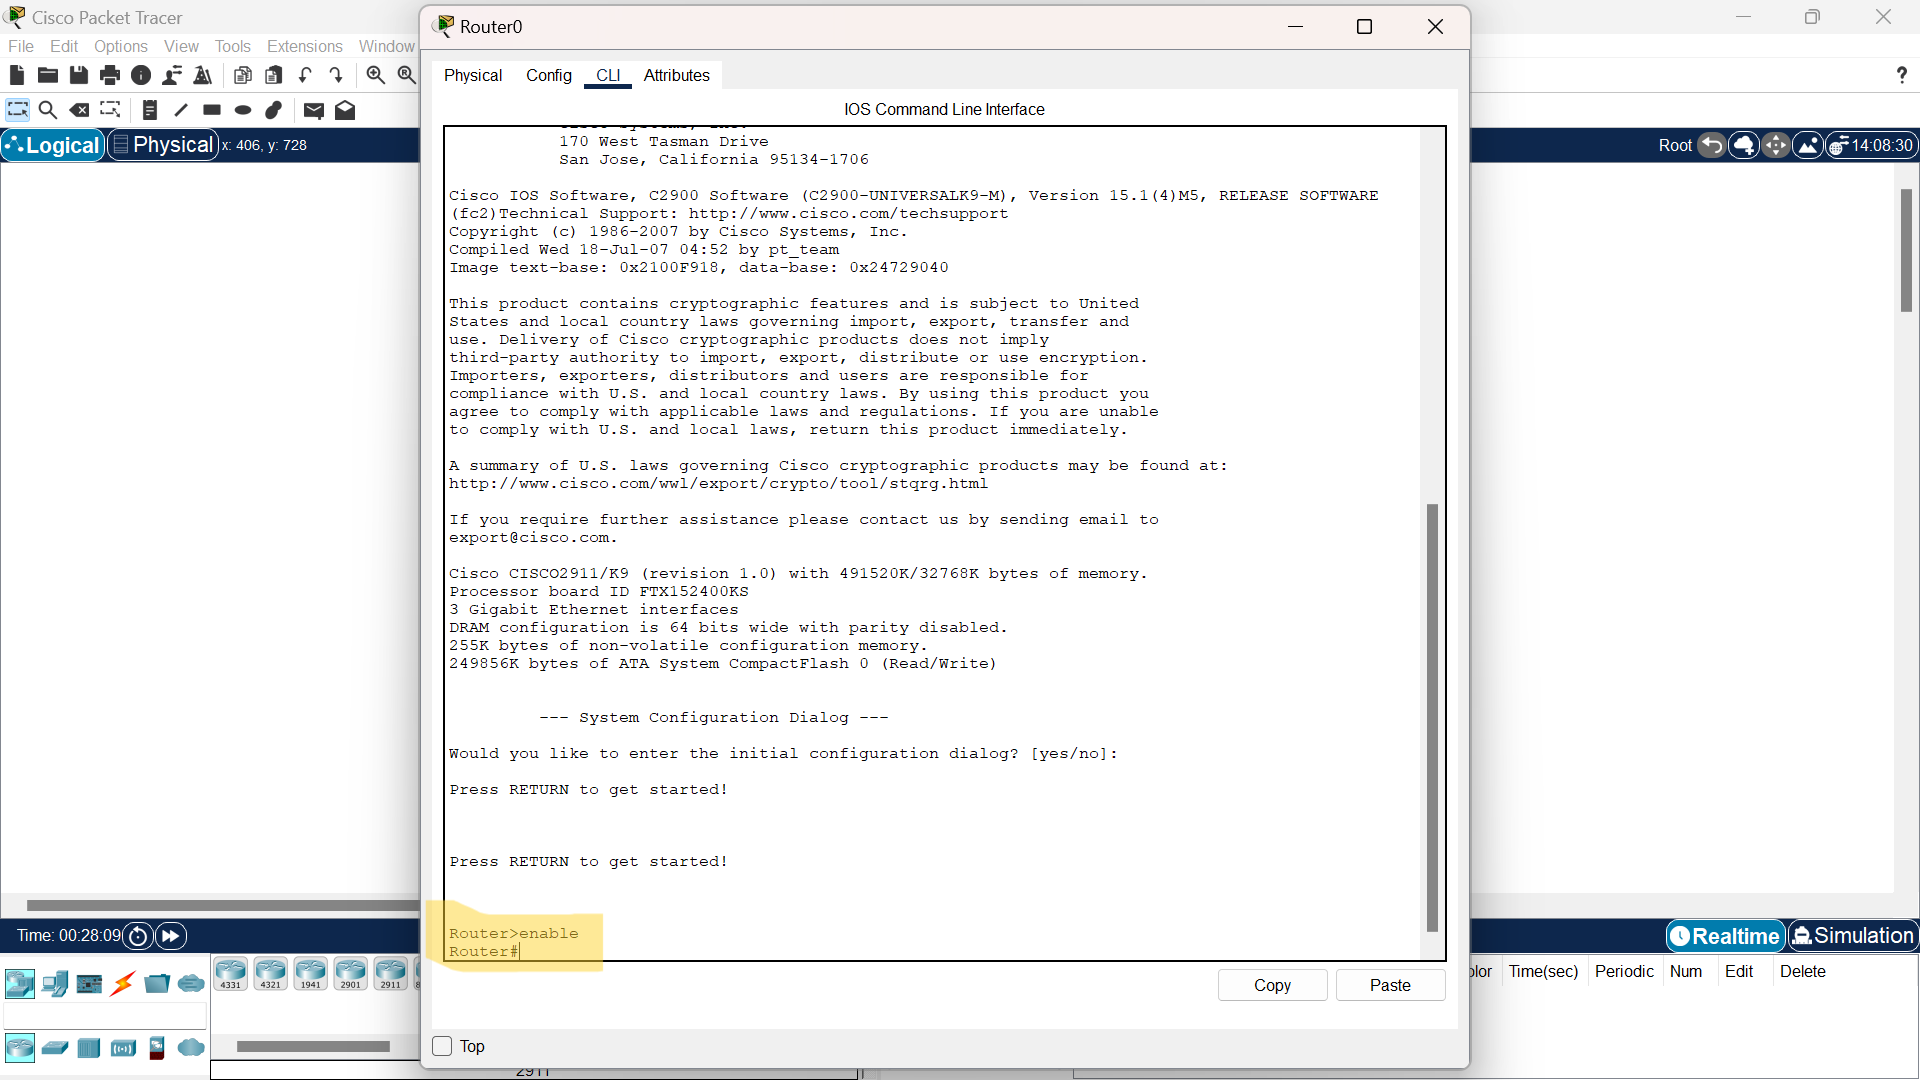 Cisco Packet Tracer
File Edit Options View Tools Extensions Window
Logical Physical x: 406, y: 728
Router0
Physical Config CLI Attributes
IOS Command Line Interface
170 West Tasman Drive
San Jose, California 95134-1706
Cisco IOS Software, C2900 Software (C2900-UNIVERSALK9-M), Version 15.1(4)M5, RELEASE SOFTWARE
(fc2)Technical Support: http://www.cisco.com/techsupport
Copyright (c) 1986-2007 by Cisco Systems, Inc.
Compiled Wed 18-Jul-07 04:52 by pt_team
Image text-base: 0x2100F918, data-base: 0x24729040
This product contains cryptographic features and is subject to United
States and local country laws governing import, export, transfer and
use. Delivery of Cisco cryptographic products does not imply
third-party authority to import, export, distribute or use encryption.
Importers, exporters, distributors and users are responsible for
compliance with U.S. and local country laws. By using this product you
agree to comply with applicable laws and regulations. If you are unable
to comply with U.S. and local laws, return this product immediately.
A summary of U.S. laws governing Cisco cryptographic products may be found at:
http://www.cisco.com/wwl/export/crypto/tool/stqrg.html
If you require further assistance please contact us by sending email to
export@cisco.com.
Cisco CISCO2911/K9 (revision 1.0) with 491520K/32768K bytes of memory.
Processor board ID FTX152400KS
3 Gigabit Ethernet interfaces
DRAM configuration is 64 bits wide with parity disabled.
255K bytes of non-volatile configuration memory.
249856K bytes of ATA System CompactFlash 0 (Read/Write)
--- System Configuration Dialog ---
Would you like to enter the initial configuration dialog? [yes/no]:
Press RETURN to get started!
Press RETURN to get started!
Router>enable
Router#
Copy Paste
Top
Root 14:08:30
Time: 00:28:09
Realtime Simulation
4331 4321 1941 2901 2911
olor Time(sec) Periodic Num Edit Delete
2911